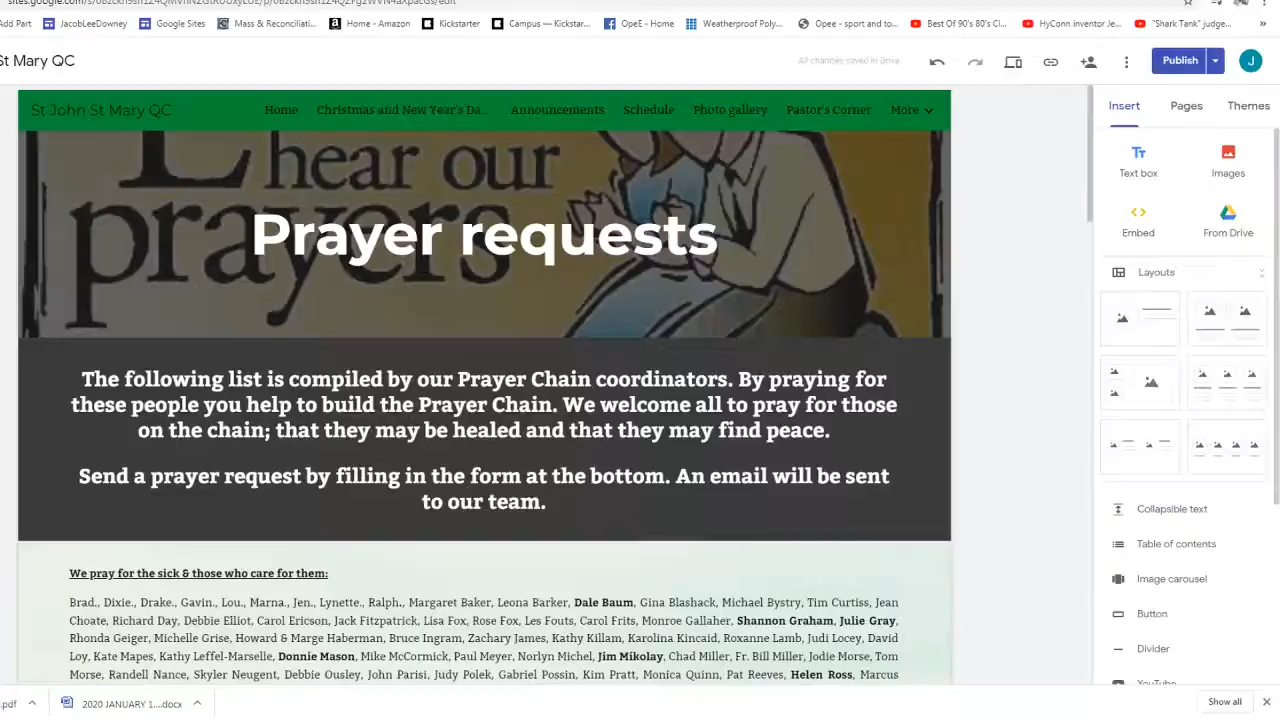 Add Part JacobLeeDowney Google Sites Mass & Reconciliati... Home - Amazon Kickstarter Campus — Kickstar... OpeE - Home Weatherproof Poly... Opee - sport and to... Best Of 90's 80's Cl... HyConn inventor Je... "Shark Tank" judge... »
St Mary QC All changes saved in Drive Publish J
St John St Mary QC Home Christmas and New Year's Da... Announcements Schedule Photo gallery Pastor's Corner More
Insert Pages Themes
hear our
prayers
Prayer requests
Text box Images
Embed From Drive
Layouts
The following list is compiled by our Prayer Chain coordinators. By praying for
these people you help to build the Prayer Chain. We welcome all to pray for those
on the chain; that they may be healed and that they may find peace.
Send a prayer request by filling in the form at the bottom. An email will be sent
to our team.
Collapsible text
Table of contents
Image carousel
Button
Divider
YouTube
We pray for the sick & those who care for them:
Brad., Dixie., Drake., Gavin., Lou., Marna., Jen., Lynette., Ralph., Margaret Baker, Leona Barker, Dale Baum, Gina Blashack, Michael Bystry, Tim Curtiss, Jean
Choate, Richard Day, Debbie Elliot, Carol Ericson, Jack Fitzpatrick, Lisa Fox, Rose Fox, Les Fouts, Carol Frits, Monroe Gallaher, Shannon Graham, Julie Gray,
Rhonda Geiger, Michelle Grise, Howard & Marge Haberman, Bruce Ingram, Zachary James, Kathy Killam, Karolina Kincaid, Roxanne Lamb, Judi Locey, David
Loy, Kate Mapes, Kathy Leffel-Marselle, Donnie Mason, Mike McCormick, Paul Meyer, Norlyn Michel, Jim Mikolay, Chad Miller, Fr. Bill Miller, Jodie Morse, Tom
Morse, Randell Nance, Skyler Neugent, Debbie Ousley, John Parisi, Judy Polek, Gabriel Possin, Kim Pratt, Monica Quinn, Pat Reeves, Helen Ross, Marcus
.pdf 2020 JANUARY 1....docx Show all